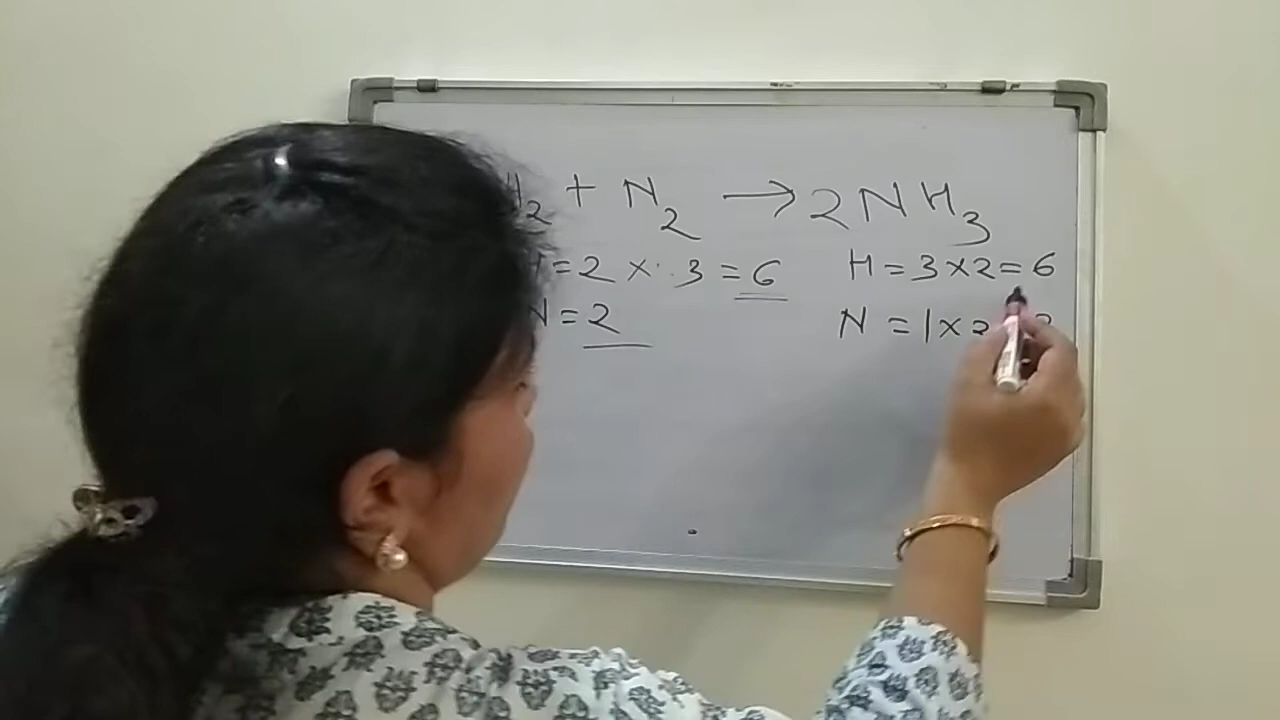 H₂ + N₂ → 2NH₃
H = 2 × 3 = 6 H = 3 × 2 = 6
N = 2 N = 1 × 2